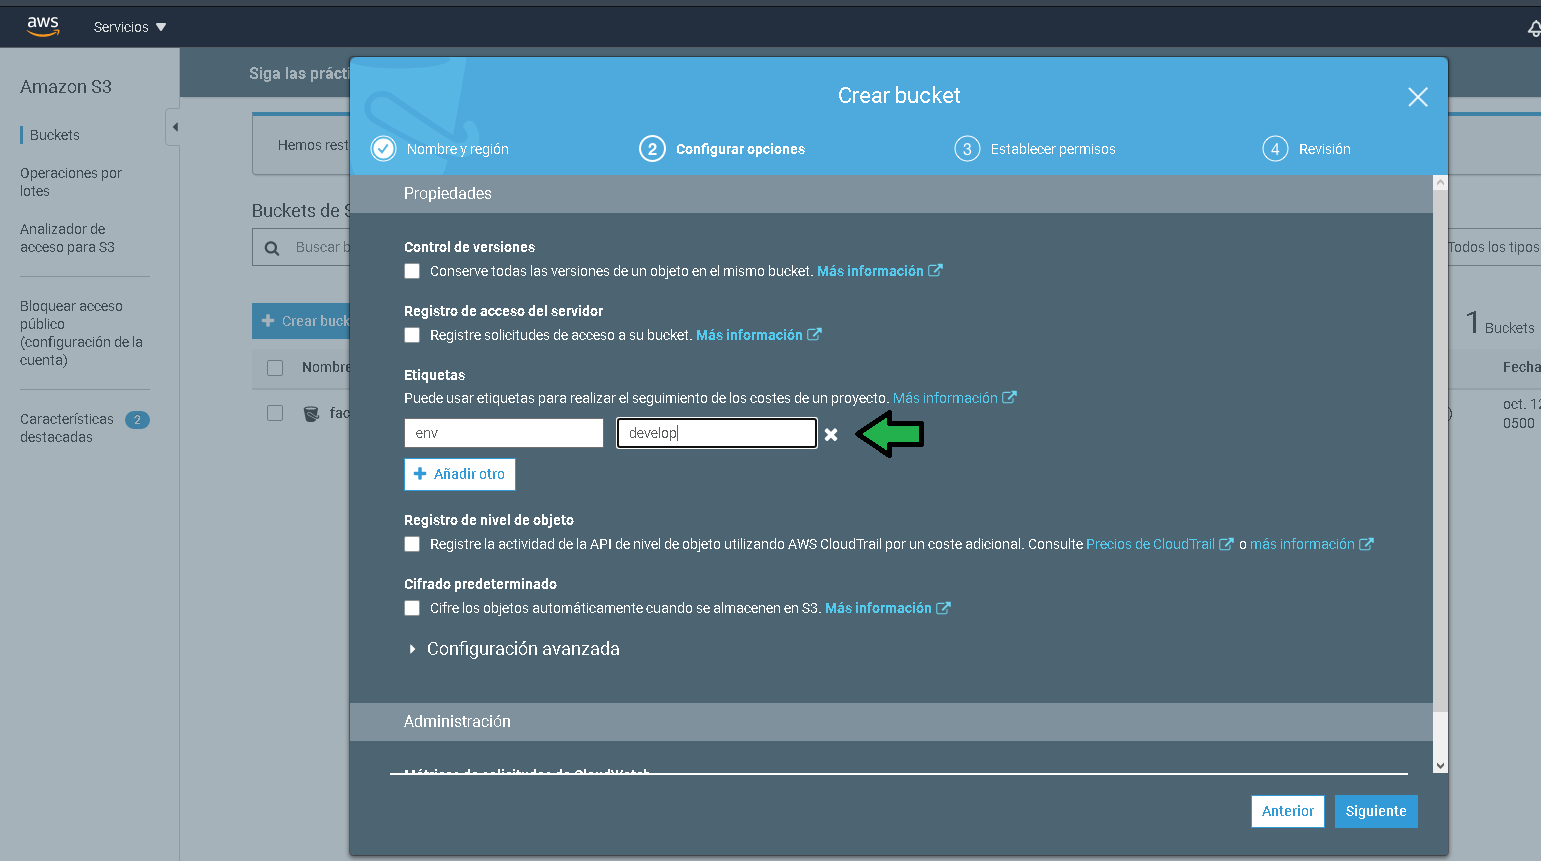 aws
Servicios
Amazon S3
Buckets
Operaciones por
lotes
Analizador de
acceso para S3
Bloquear acceso
público
(configuración de la
cuenta)
Características 2
destacadas
Siga las prácti
Hemos rest
Buckets de S
Buscar b
Crear buck
Nombre
fac
Crear bucket
Nombre y región
2 Configurar opciones
3 Establecer permisos
4 Revisión
Propiedades
Control de versiones
Conserve todas las versiones de un objeto en el mismo bucket. Más información
Registro de acceso del servidor
Registre solicitudes de acceso a su bucket. Más información
Etiquetas
Puede usar etiquetas para realizar el seguimiento de los costes de un proyecto. Más información
env develop
Añadir otro
Registro de nivel de objeto
Registre la actividad de la API de nivel de objeto utilizando AWS CloudTrail por un coste adicional. Consulte Precios de CloudTrail o más información
Cifrado predeterminado
Cifre los objetos automáticamente cuando se almacenen en S3. Más información
Configuración avanzada
Administración
Métricas de solicitudes de CloudWatch
Anterior Siguiente
Todos los tipos
1 Buckets
Fecha
oct. 12
0500